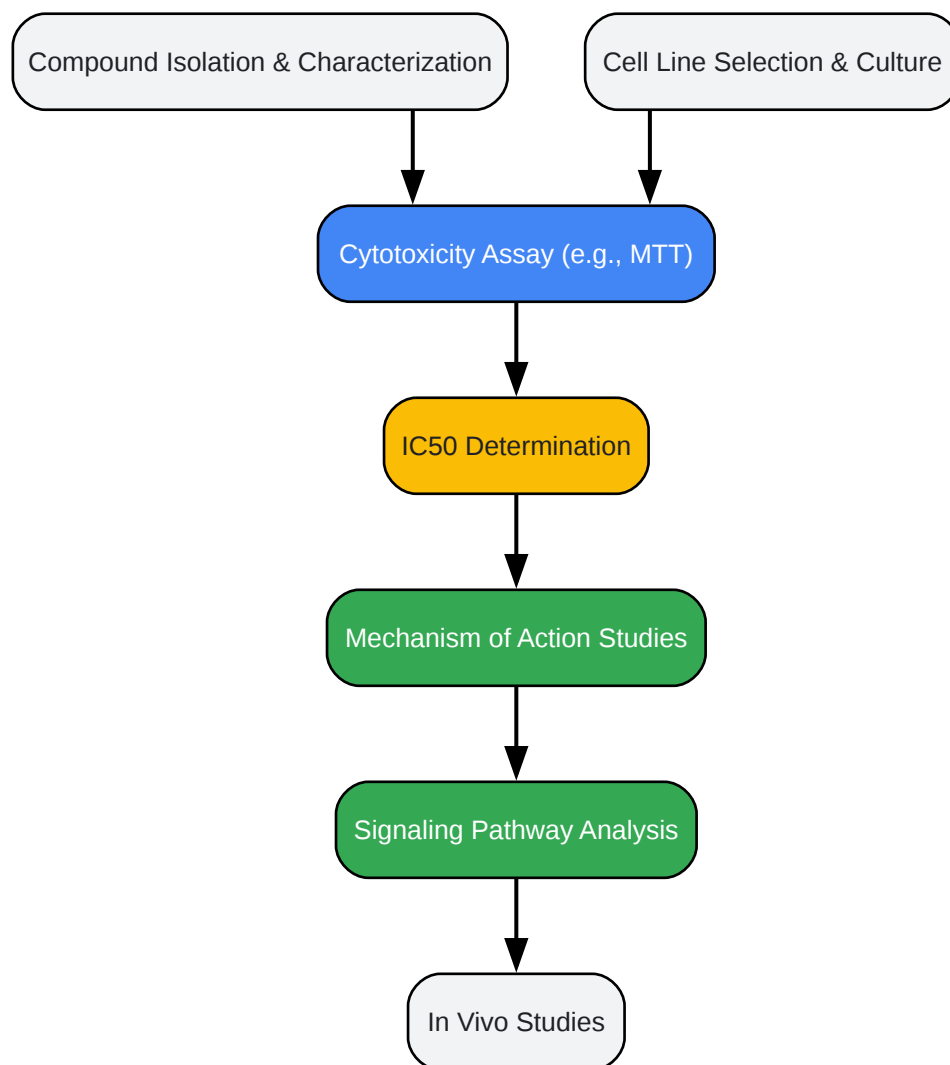 Compound Isolation & Characterization
Cell Line Selection & Culture
Cytotoxicity Assay (e.g., MTT)
IC50 Determination
Mechanism of Action Studies
Signaling Pathway Analysis
In Vivo Studies